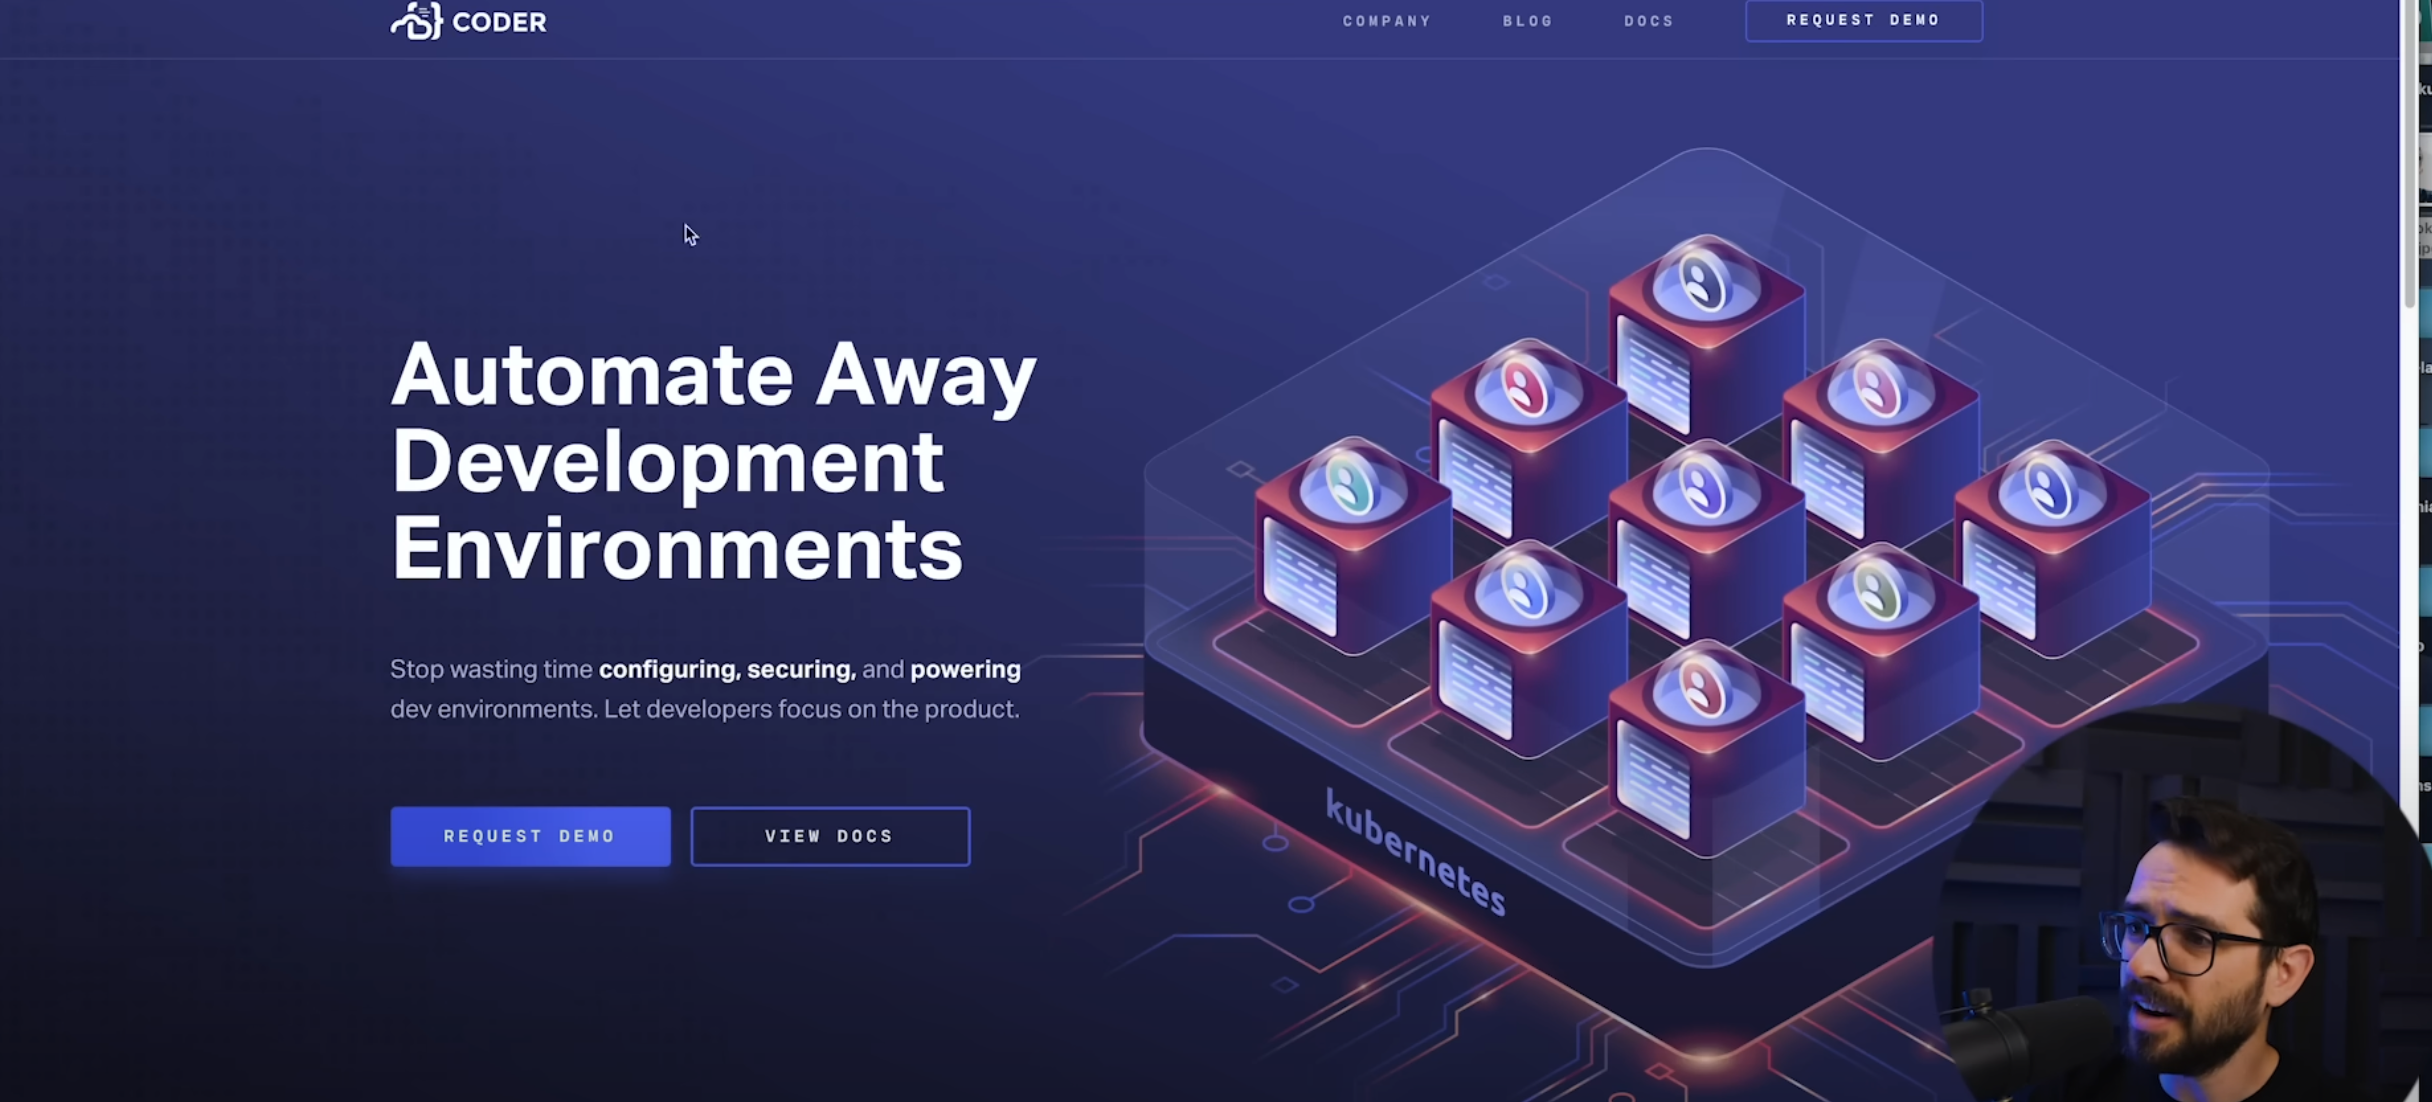 CODER
COMPANY
BLOG
DOCS
REQUEST DEMO
Automate Away
Development
Environments
Stop wasting time configuring, securing, and powering
dev environments. Let developers focus on the product.
REQUEST DEMO
VIEW DOCS
kubernetes